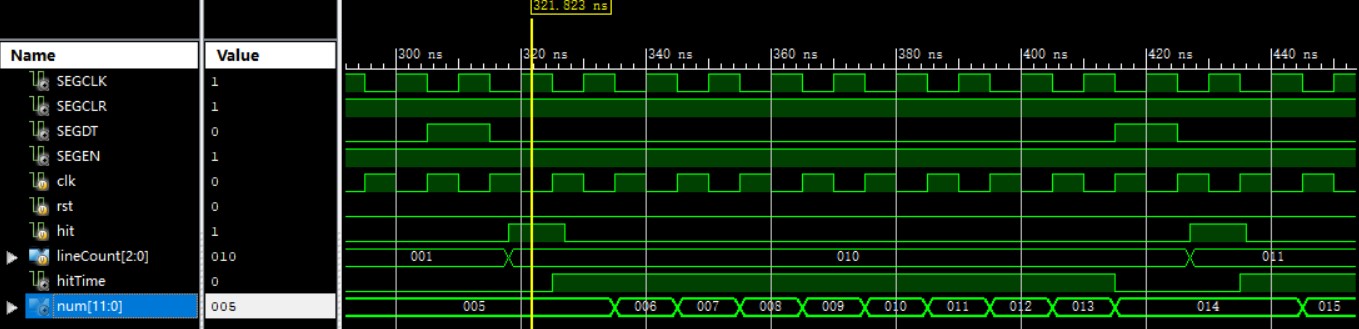 321.823 ns
Name Value 300 ns 320 ns 340 ns 360 ns 380 ns 400 ns 420 ns 440 ns
SEGCLK 1
SEGCLR 1
SEGDT 0
SEGEN 1
clk 0
rst 0
hit 1
lineCount[2:0] 010 001 010 011
hitTime 0
num[11:0] 005 005 006 007 008 009 010 011 012 013 014 015